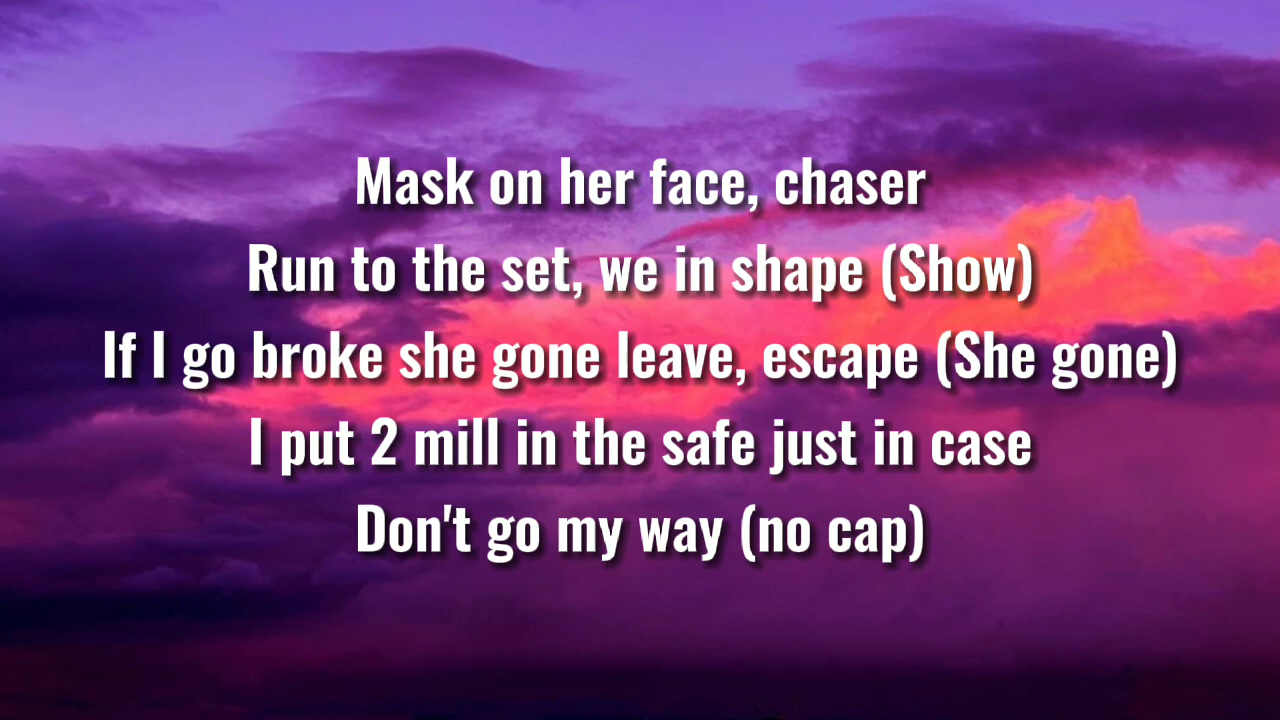 Mask on her face, chaser
Run to the set, we in shape (Show)
If I go broke she gone leave, escape (She gone)
I put 2 mill in the safe just in case
Don't go my way (no cap)